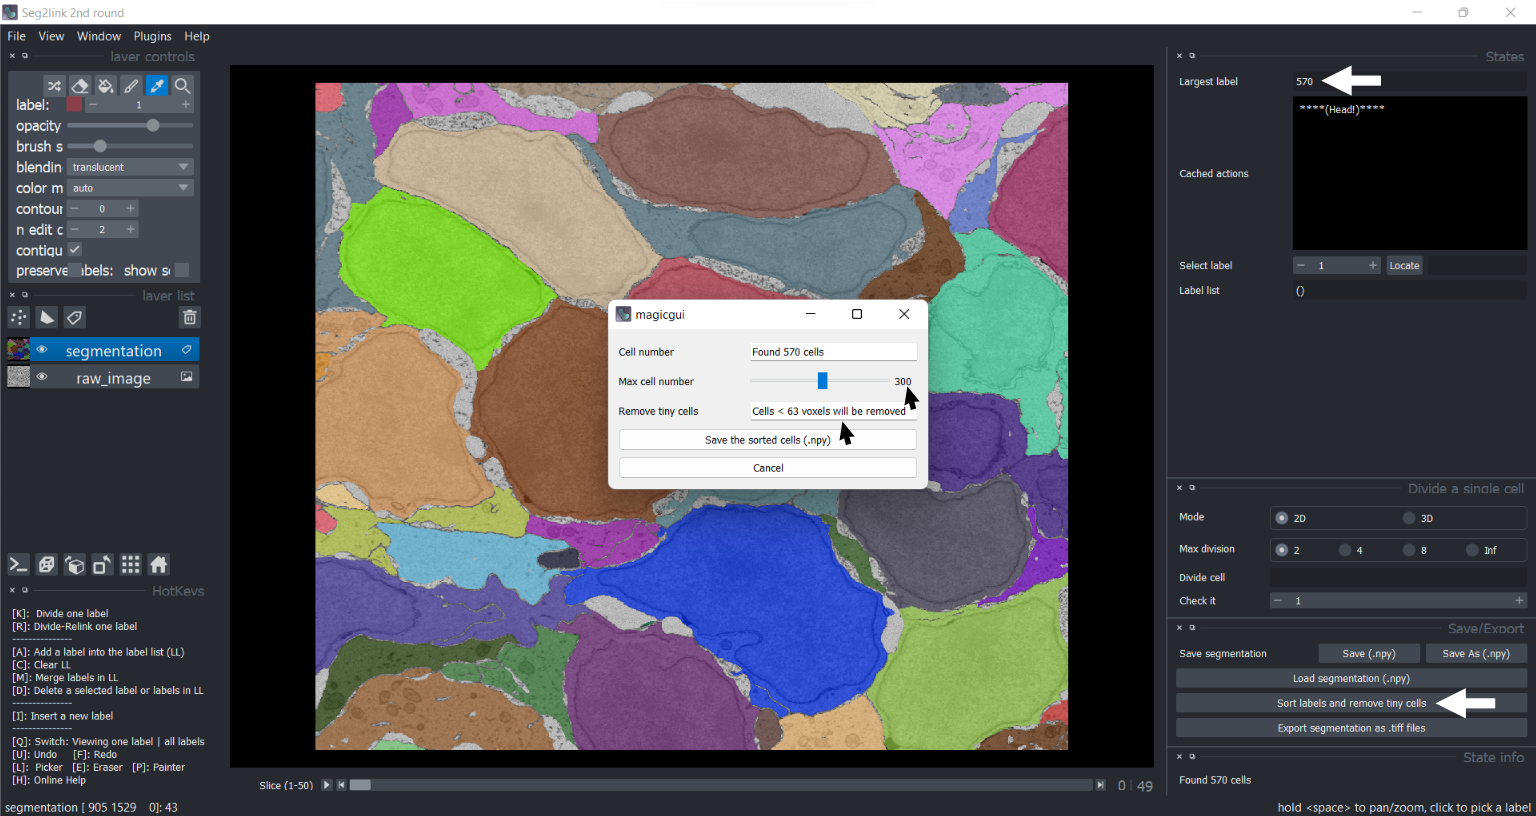 Seg2link 2nd round
File View Window Plugins Help
layer controls
label: 1
opacity
brush s
blendin translucent
color m auto
contour 0
n edit c 2
contigu
preserve abels: show se
layer list
segmentation
raw_image
HotKeys
[K]: Divide one label
[R]: Divide-Relink one label
---------------
[A]: Add a label into the label list (LL)
[C]: Clear LL
[M]: Merge labels in LL
[D]: Delete a selected label or labels in LL
---------------
[I]: Insert a new label
---------------
[Q]: Switch: Viewing one label | all labels
[U]: Undo [F]: Redo
[L]: Picker [E]: Eraser [P]: Painter
[H]: Online Help
segmentation [ 905 1529 0]: 43
magicgui
Cell number Found 570 cells
Max cell number 300
Remove tiny cells Cells < 63 voxels will be removed
Save the sorted cells (.npy)
Cancel
Slice (1-50) 0 | 49
States
Largest label 570
Cached actions ****(Head!)****
Select label 1 Locate
Label list ()
Divide a single cell
Mode 2D 3D
Max division 2 4 8 Inf
Divide cell
Check it 1
Save/Export
Save segmentation Save (.npy) Save As (.npy)
Load segmentation (.npy)
Sort labels and remove tiny cells
Export segmentation as .tiff files
State info
Found 570 cells
hold <space> to pan/zoom, click to pick a label